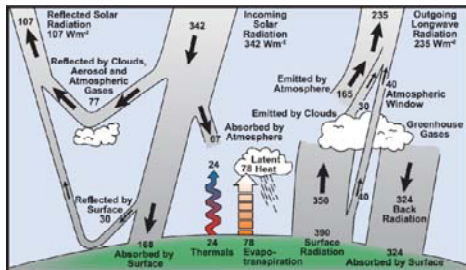 107
Reflected Solar
Radiation
107 Wm⁻²
342
Incoming
Solar
Radiation
342 Wm⁻²
235
Outgoing
Longwave
Radiation
235 Wm⁻²
Reflected by Clouds,
Aerosol and
Atmospheric
Gases
77
Emitted by
Atmosphere
165
40
Atmospheric
Window
30
Emitted by Clouds
Greenhouse
Gases
Absorbed by
67 Atmosphere
24
Latent
78 Heat
Reflected by
Surface
30
350
40
324
Back
Radiation
168
Absorbed by
Surface
24
Thermals
78
Evapo-
transpiration
390
Surface
Radiation
324
Absorbed by Surface